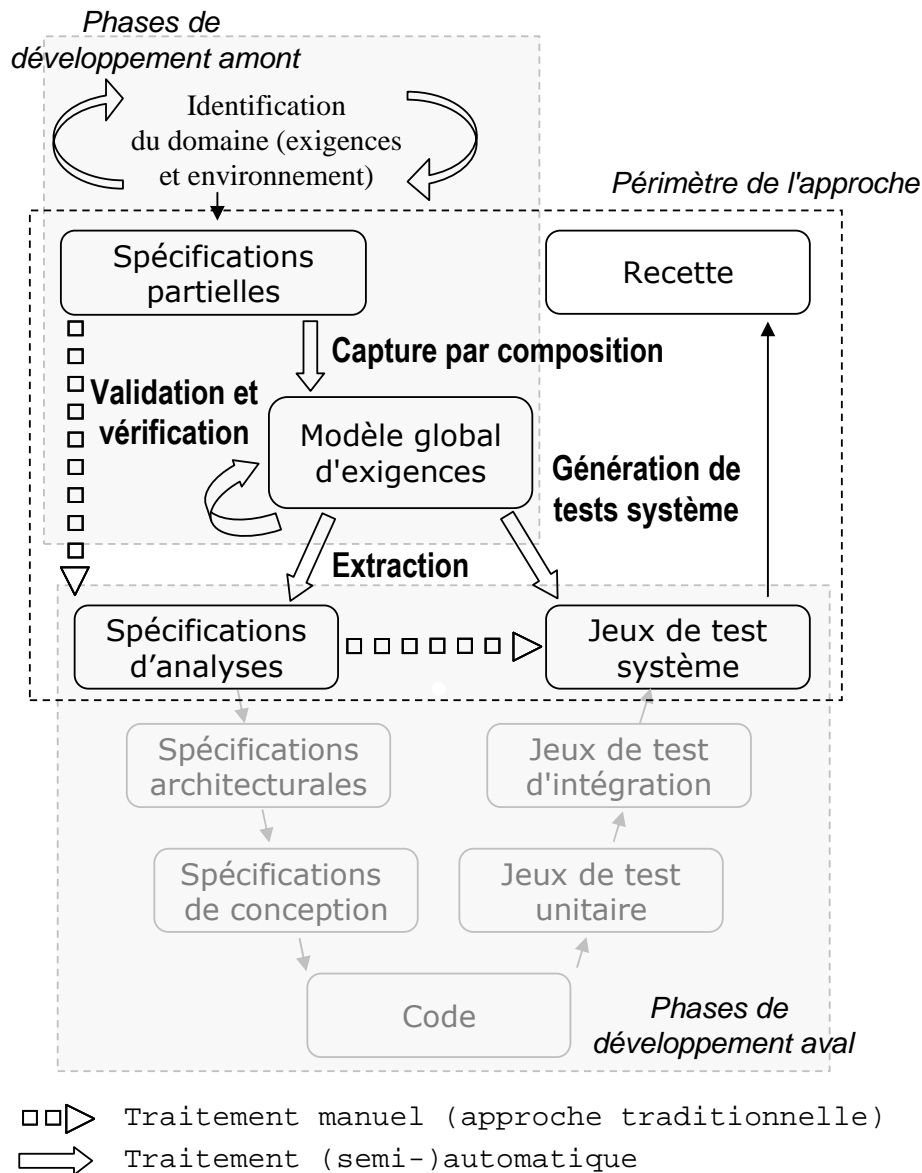 Phases de
développement amont
Identification
du domaine (exigences
et environnement)
Périmètre de l'approche
Spécifications
partielles
Recette
Capture par composition
Validation et
vérification
Modèle global
d'exigences
Génération de
tests système
Extraction
Spécifications
d’analyses
Jeux de test
système
Spécifications
architecturales
Jeux de test
d'intégration
Spécifications
de conception
Jeux de test
unitaire
Code
Phases de
développement aval
Traitement manuel (approche traditionnelle)
Traitement (semi-)automatique